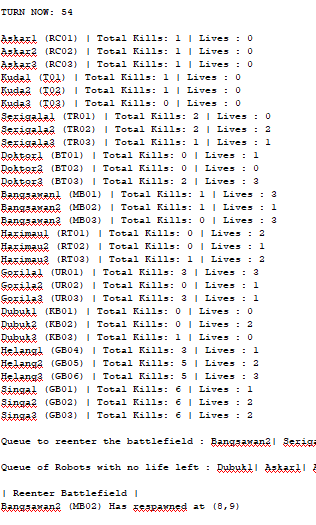 TURN NOW: 54
Askar1 (RC01) | Total Kills: 1 | Lives : 0
Askar2 (RC02) | Total Kills: 1 | Lives : 0
Askar3 (RC03) | Total Kills: 1 | Lives : 0
Kuda1 (T01) | Total Kills: 1 | Lives : 0
Kuda2 (T02) | Total Kills: 1 | Lives : 0
Kuda3 (T03) | Total Kills: 0 | Lives : 0
Serigala1 (TR01) | Total Kills: 2 | Lives : 0
Serigala2 (TR02) | Total Kills: 2 | Lives : 2
Serigala3 (TR03) | Total Kills: 1 | Lives : 1
Doktor1 (BT01) | Total Kills: 0 | Lives : 1
Doktor2 (BT02) | Total Kills: 0 | Lives : 0
Doktor3 (BT03) | Total Kills: 2 | Lives : 3
Bangsawan1 (MB01) | Total Kills: 1 | Lives : 3
Bangsawan2 (MB02) | Total Kills: 1 | Lives : 1
Bangsawan3 (MB03) | Total Kills: 0 | Lives : 3
Harimau1 (RT01) | Total Kills: 0 | Lives : 2
Harimau2 (RT02) | Total Kills: 0 | Lives : 1
Harimau3 (RT03) | Total Kills: 1 | Lives : 2
Gorila1 (UR01) | Total Kills: 3 | Lives : 3
Gorila2 (UR02) | Total Kills: 0 | Lives : 0
Gorila3 (UR03) | Total Kills: 3 | Lives : 1
Dubuk1 (KB01) | Total Kills: 0 | Lives : 0
Dubuk2 (KB02) | Total Kills: 0 | Lives : 2
Dubuk3 (KB03) | Total Kills: 1 | Lives : 0
Helang1 (GB04) | Total Kills: 3 | Lives : 1
Helang2 (GB05) | Total Kills: 5 | Lives : 2
Helang3 (GB06) | Total Kills: 5 | Lives : 3
Singa1 (GB01) | Total Kills: 6 | Lives : 1
Singa2 (GB02) | Total Kills: 6 | Lives : 2
Singa3 (GB03) | Total Kills: 6 | Lives : 2
Queue to reenter the battlefield : Bangsawan2| Serig
Queue of Robots with no life left : Dubuk1| Askar1|
| Reenter Battlefield |
Bangsawan2 (MB02) Has respawned at (8,9)